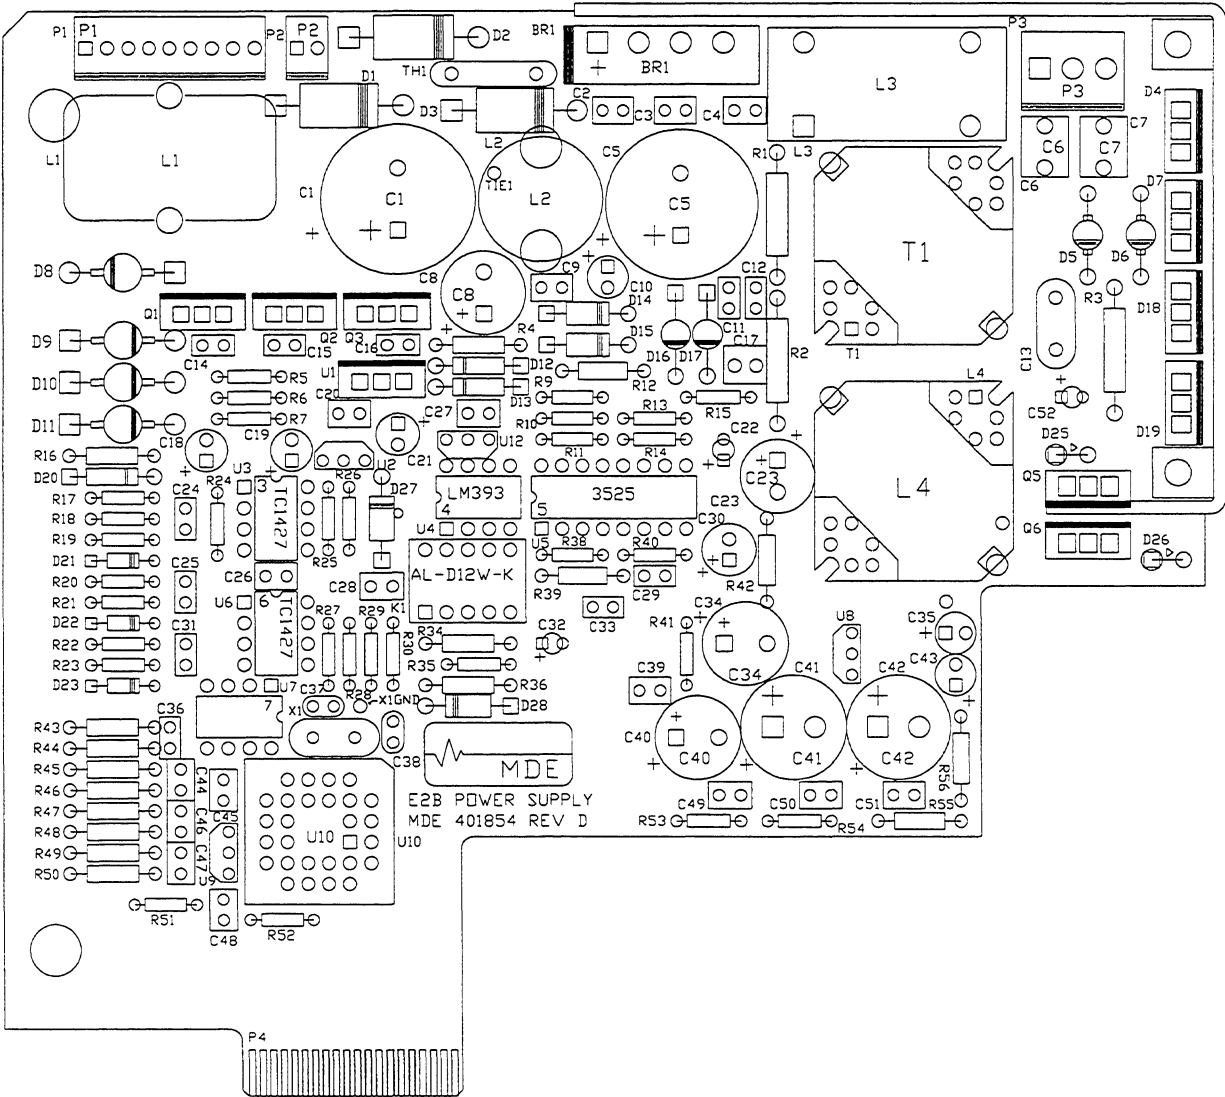 P1 P1 P2 P2 D2 BR1 BR1 P3
TH1 D1 L3 P3
D3 C2 C3 C4 D4
L1 L1 L2 C5 R1 L3 C6 C7 C7
C6
C1 C1 T1E1 L2 C5 D7
T1
D8 C8 C8 C9 C10 C12 D5 D6
D14 R3 D18
Q1 Q2 Q3 C11
D9 C14 C15 C16 R4 D15 D16 D17 C17 R2 T1 C13
D10 R5 U1 D12 R12 L4
R6 C20 R9 D13 R15 C52
D11 R7 C27 R10 R13 C22 D25 D19
R16 C18 C19 C21 U12 R11 R14
D20 U3 R26 U2 C23 Q5
R17 C24 R24 3 TC1427 D27 LM393 3525 L4
R18 4 5 C23
R19 U4 U5 C30 Q6
D21 C25 R25 R38 R40 D26
R20 C26 C28 AL-D12W-K R39 C29 R42
R21 U6 6 TC1427 K1 C33 C34
D22 C31 R27 R29 R34 C32 R41 U8 C35
R22 R30
R23 R35 C39 C34 C41 C42 C43
D23 U7 C37 R28 X1GND R36
R43 C36 7 X1 D28
R44 C38 C40 C40 C41 C42
R45 C44 MDE R56
R46 C45 E2B POWER SUPPLY C49 C50 C51
R47 C46 MDE 401854 REV D R53 R54 R55
R48 U10 U10
R49 C47
R50 U9
R51 C48 R52
P4